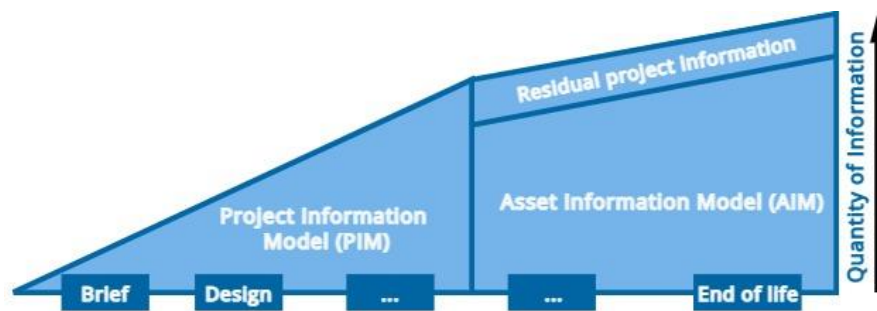 Residual project information
Quantity of Information
Asset Information Model (AIM)
Project Information
Model (PIM)
Brief
Design
...
...
End of life